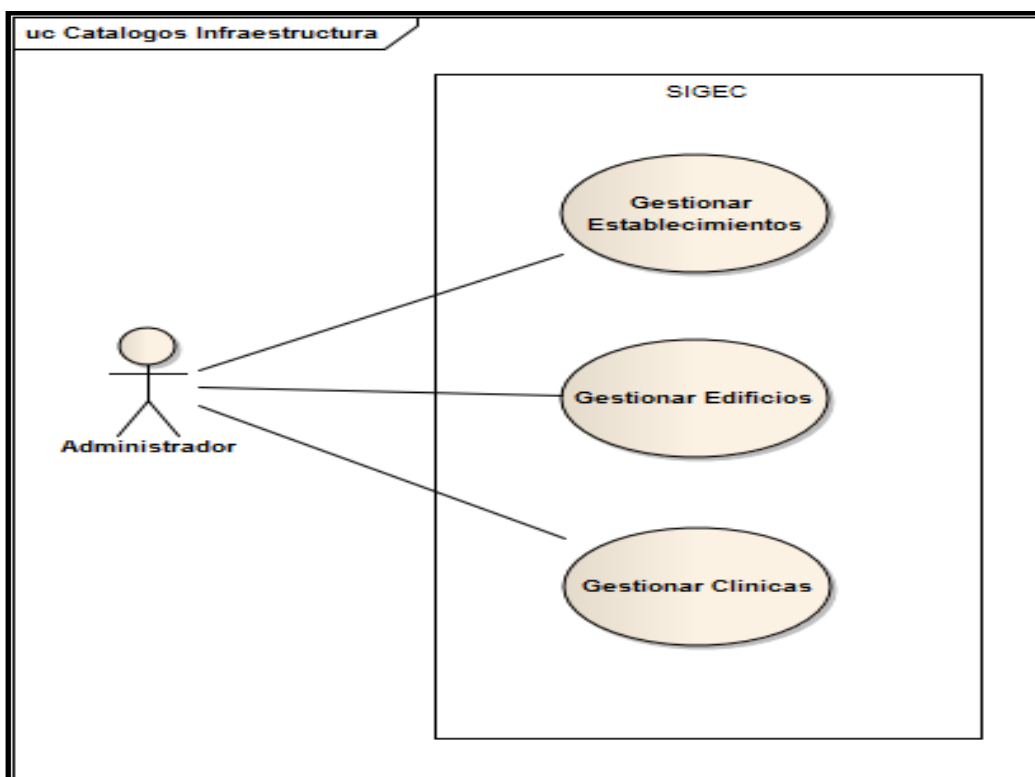 uc Catalogos Infraestructura
SIGEC
Gestionar
Establecimientos
Gestionar Edificios
Administrador
Gestionar Clinicas